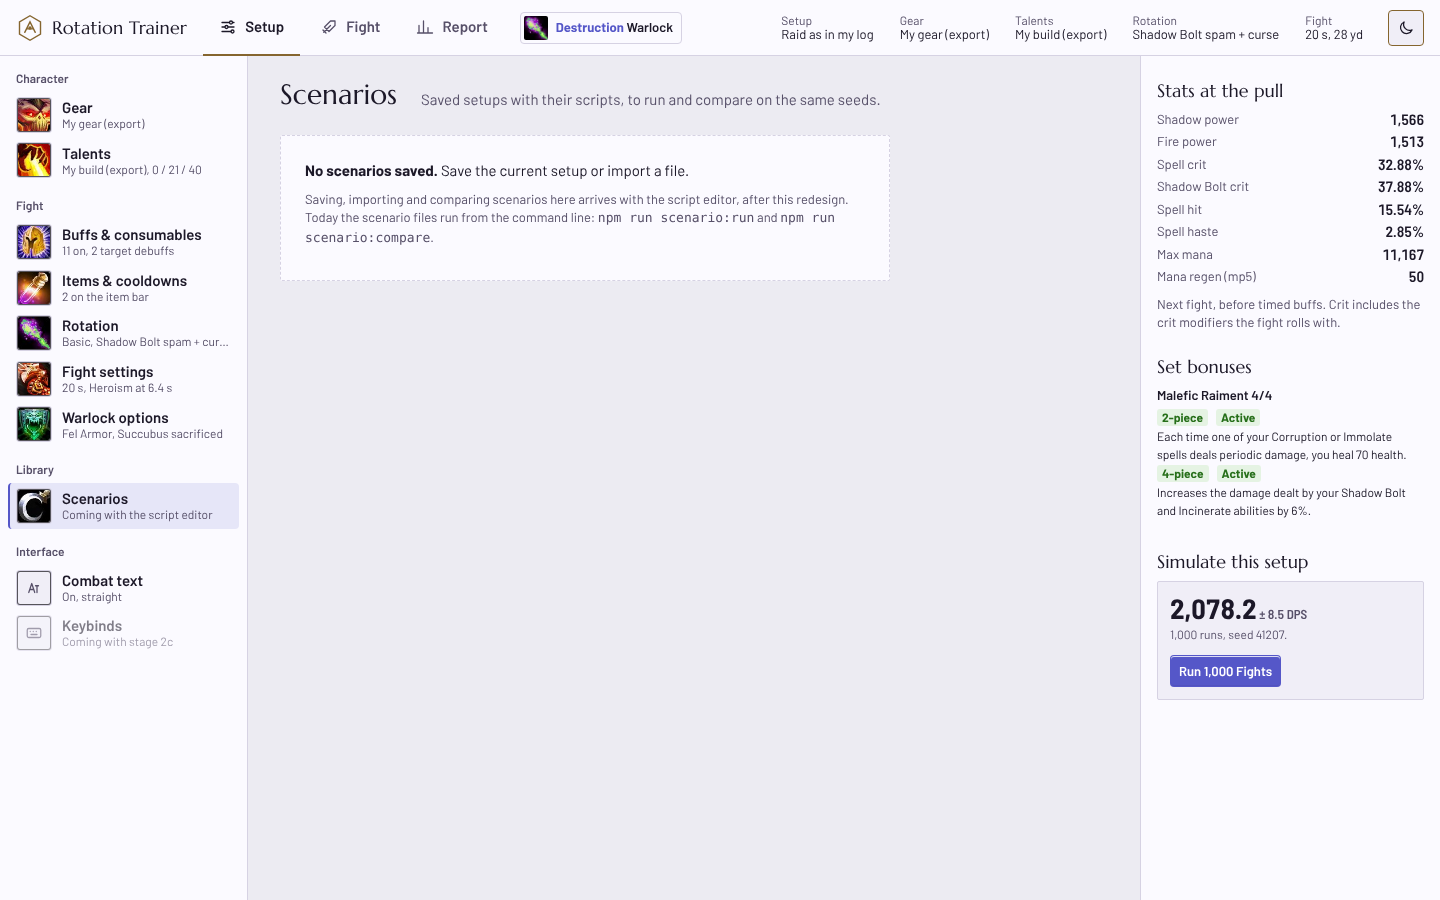 Rotation Trainer
Setup
Fight
Report
Destruction Warlock
Setup
Raid as in my log
Gear
My gear (export)
Talents
My build (export)
Rotation
Shadow Bolt spam + curse
Fight
20 s, 28 yd
Character
Gear
My gear (export)
Talents
My build (export), 0 / 21 / 40
Fight
Buffs & consumables
11 on, 2 target debuffs
Items & cooldowns
2 on the item bar
Rotation
Basic, Shadow Bolt spam + cur...
Fight settings
20 s, Heroism at 6.4 s
Warlock options
Fel Armor, Succubus sacrificed
Library
Scenarios
Coming with the script editor
Interface
Combat text
On, straight
Keybinds
Coming with stage 2c
Scenarios
Saved setups with their scripts, to run and compare on the same seeds.
No scenarios saved. Save the current setup or import a file.
Saving, importing and comparing scenarios here arrives with the script editor, after this redesign.
Today the scenario files run from the command line: npm run scenario:run and npm run
scenario:compare.
Stats at the pull
Shadow power 1,566
Fire power 1,513
Spell crit 32.88%
Shadow Bolt crit 37.88%
Spell hit 15.54%
Spell haste 2.85%
Max mana 11,167
Mana regen (mp5) 50
Next fight, before timed buffs. Crit includes the
crit modifiers the fight rolls with.
Set bonuses
Malefic Raiment 4/4
2-piece Active
Each time one of your Corruption or Immolate
spells deals periodic damage, you heal 70 health.
4-piece Active
Increases the damage dealt by your Shadow Bolt
and Incinerate abilities by 6%.
Simulate this setup
2,078.2 ± 8.5 DPS
1,000 runs, seed 41207.
Run 1,000 Fights